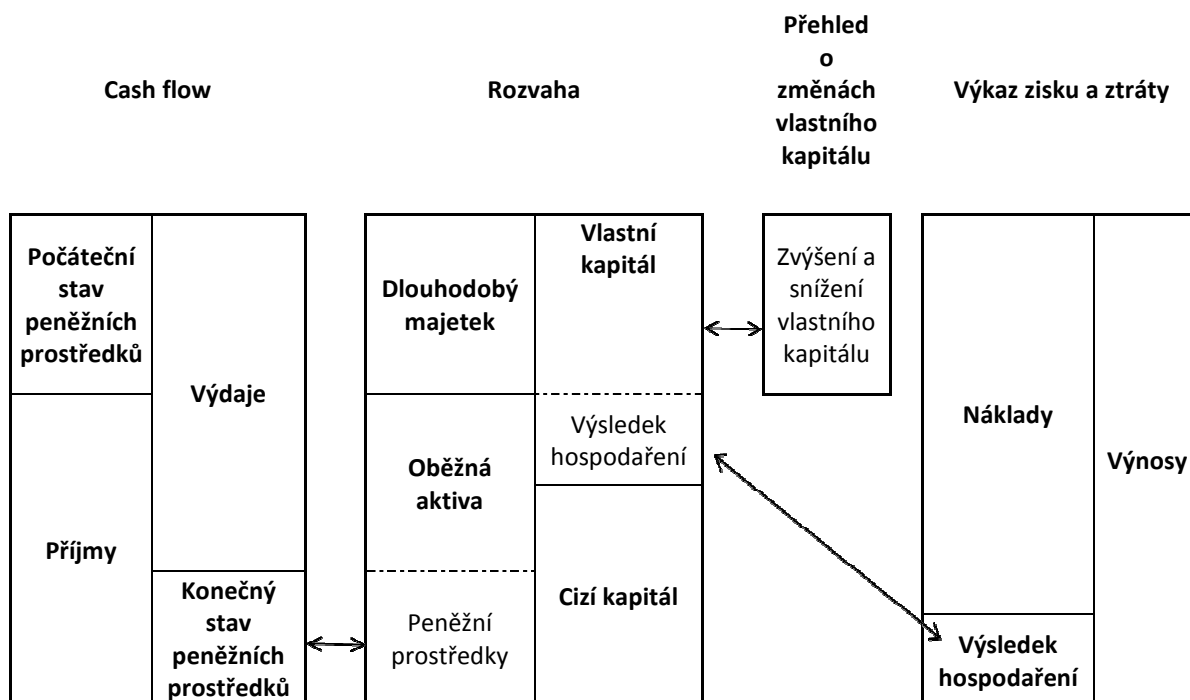 Cash flow
Rozvaha
Přehled
o
změnách
vlastního
kapitálu
Výkaz zisku a ztráty
Počáteční
stav
peněžních
prostředků
Příjmy
Výdaje
Konečný
stav
peněžních
prostředků
Dlouhodobý
majetek
Oběžná
aktiva
Peněžní
prostředky
Vlastní
kapitál
Výsledek
hospodaření
Cizí kapitál
Zvýšení a
snížení
vlastního
kapitálu
Náklady
Výsledek
hospodaření
Výnosy